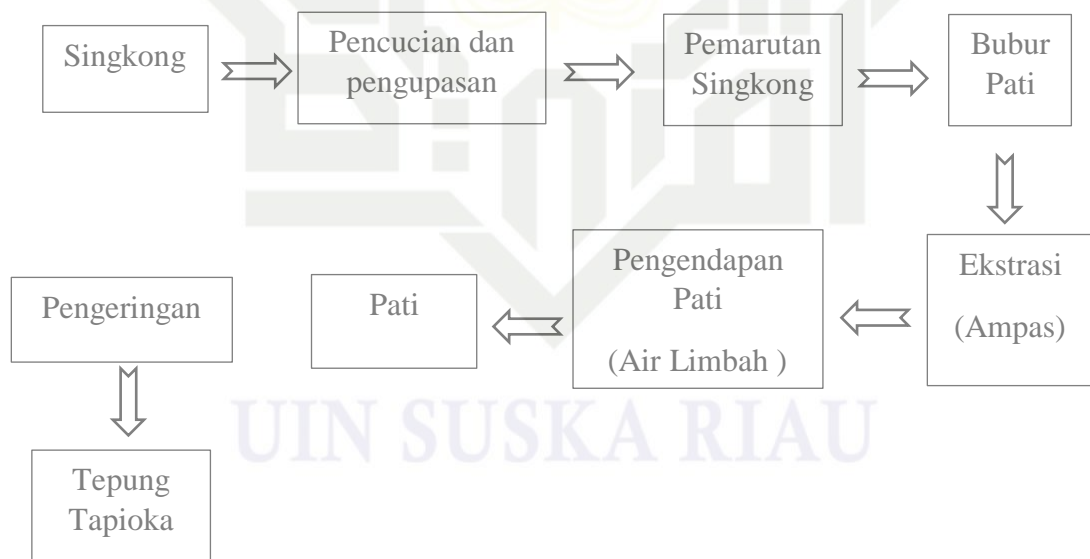 Singkong
Pencucian dan
pengupasan
Pemarutan
Singkong
Bubur
Pati
Ekstrasi
(Ampas)
Pengendapan
Pati
(Air Limbah )
Pati
Pengeringan
Tepung
Tapioka
UIN SUSKA RIAU